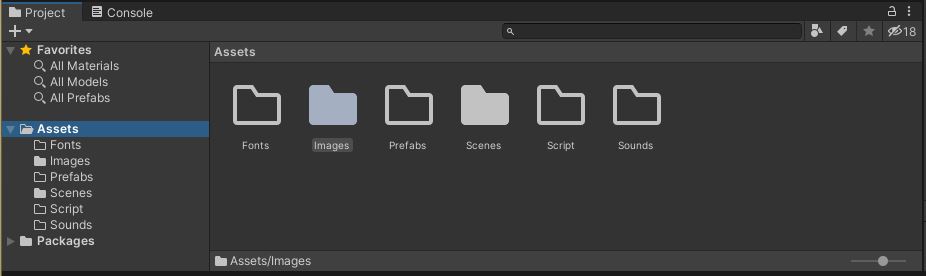 Project Console
18
Favorites
All Materials
All Models
All Prefabs
Assets
Fonts
Images
Prefabs
Scenes
Script
Sounds
Packages
Assets
Fonts Images Prefabs Scenes Script Sounds
Assets/Images